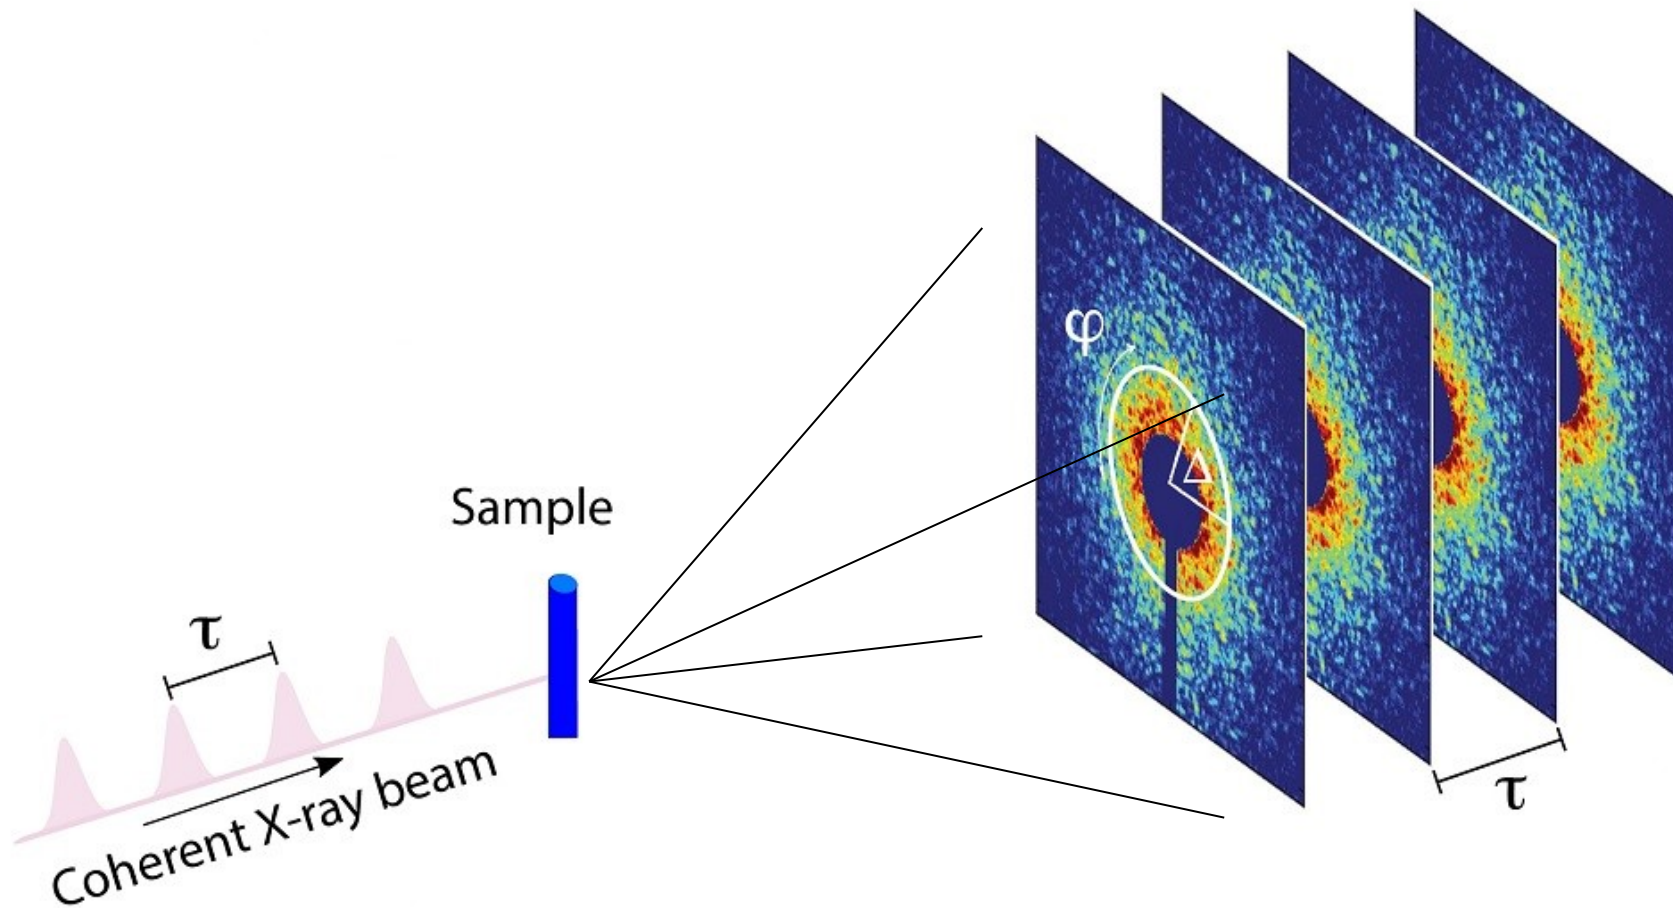 φ
Δ
Sample
τ
Coherent X-ray beam
τ